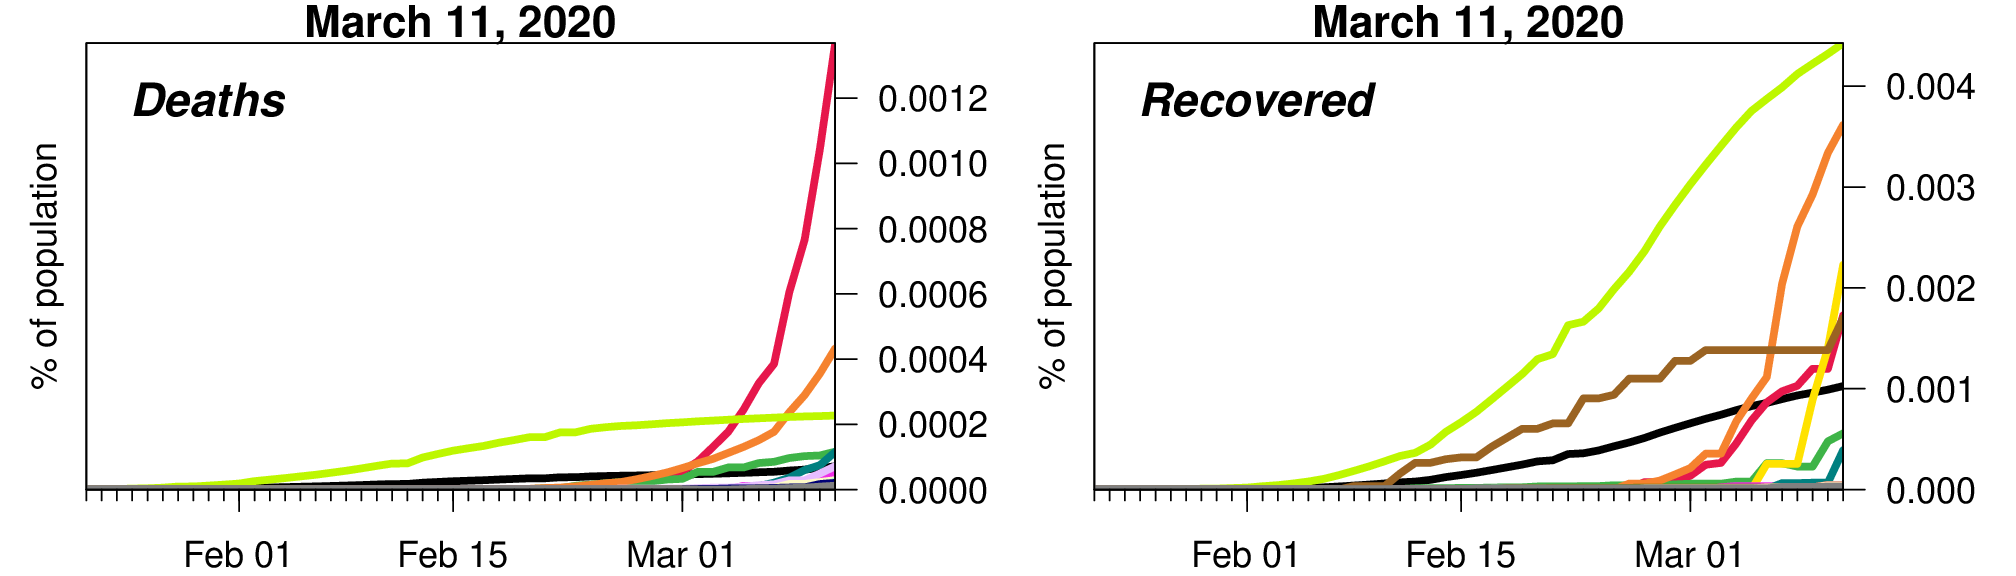 March 11, 2020
Deaths
% of population
0.0012
0.0010
0.0008
0.0006
0.0004
0.0002
0.0000
Feb 01 Feb 15 Mar 01
March 11, 2020
Recovered
% of population
0.004
0.003
0.002
0.001
0.000
Feb 01 Feb 15 Mar 01